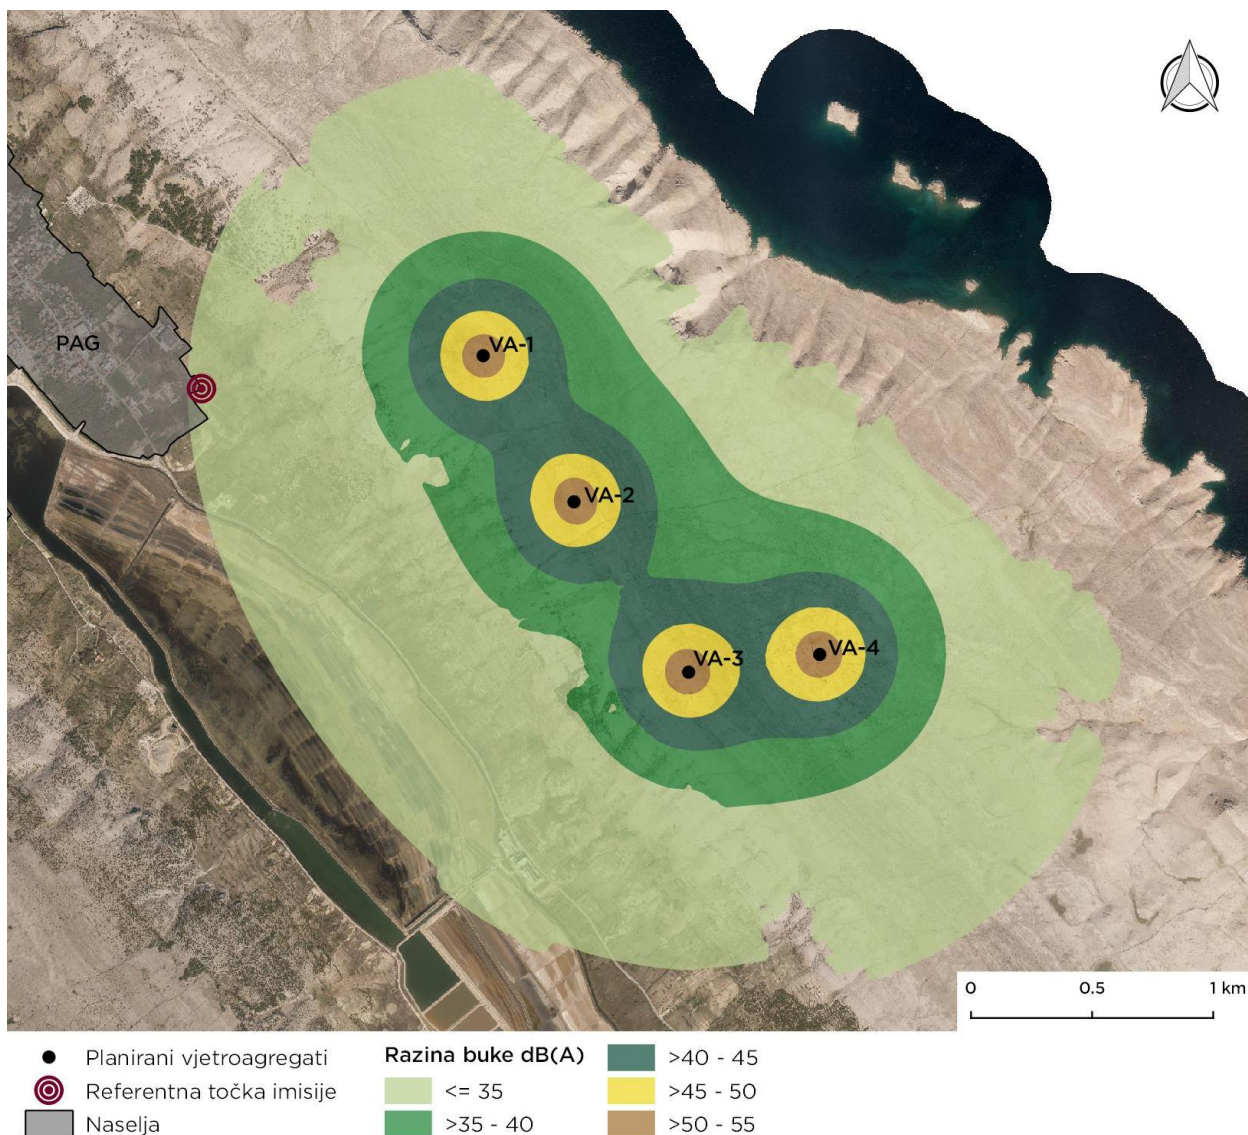 PAG
VA-1
VA-2
VA-3
VA-4
0 0.5 1 km
Planirani vjetroagregati
Referentna točka imisije
Naselja
Razina buke dB(A)
<= 35
>35 - 40
>40 - 45
>45 - 50
>50 - 55